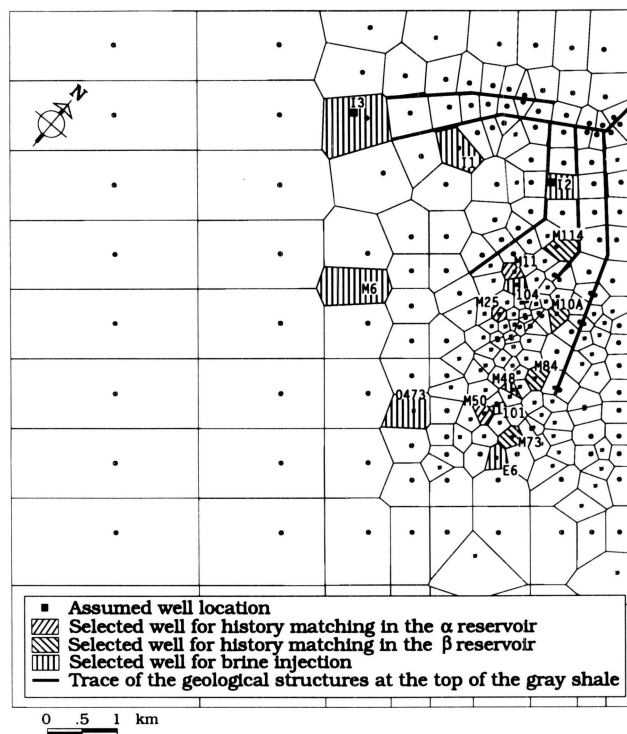 N
I3
I1
I2
M114
M11
M6
104
M10A
M25
M84
M48
0473
M50
I101
M73
E6
Assumed well location
Selected well for history matching in the α reservoir
Selected well for history matching in the β reservoir
Selected well for brine injection
Trace of the geological structures at the top of the gray shale
0 .5 1 km